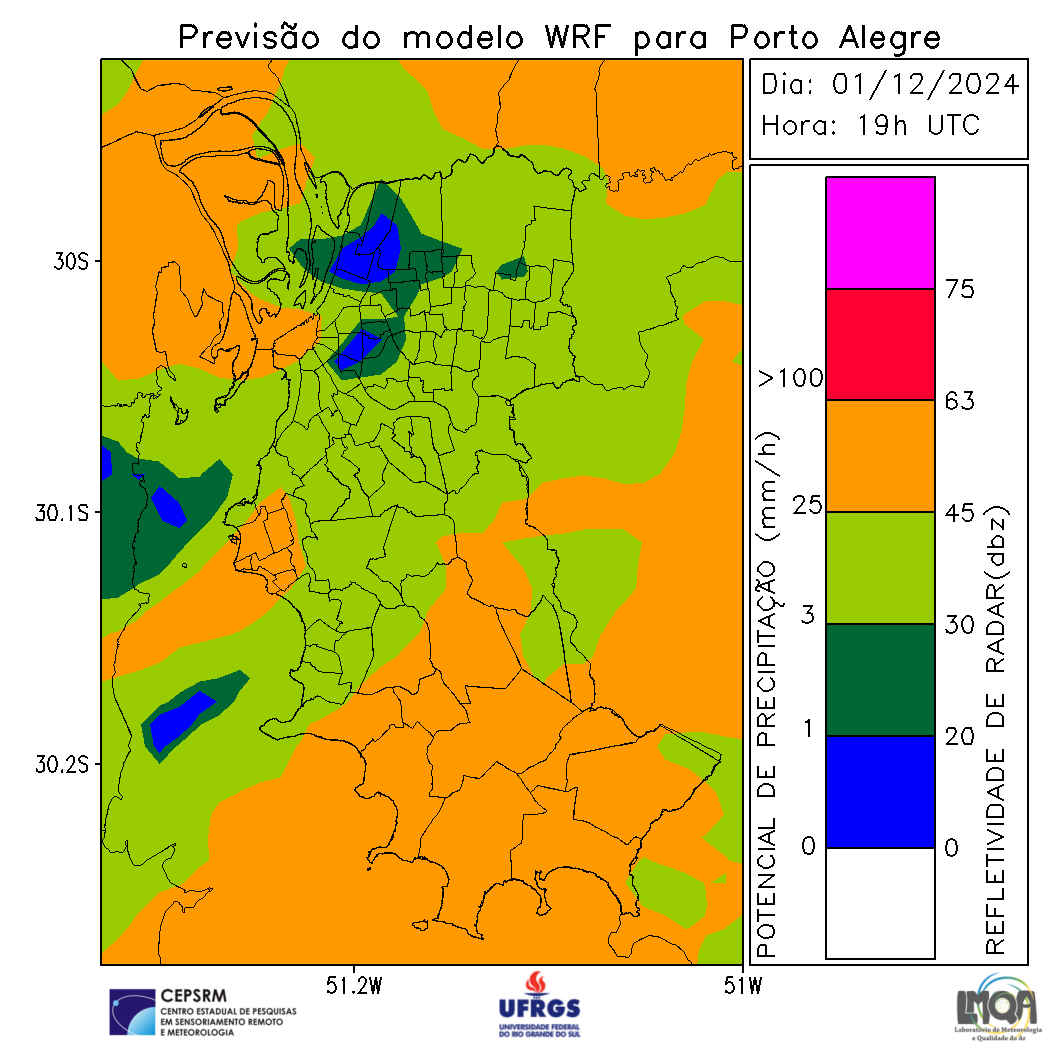 Previsão do modelo WRF para Porto Alegre
Dia: 01/12/2024
Hora: 19h UTC
30S
30.1S
30.2S
51.2W
51W
POTENCIAL DE PRECIPITAÇÃO (mm/h)
>100
25
3
1
0
75
63
45
30
20
0
REFLETIVIDADE DE RADAR(dbz)
CEPSRM
CENTRO ESTADUAL DE PESQUISAS
EM SENSORIAMENTO REMOTO
E METEOROLOGIA
UFRGS
UNIVERSIDADE FEDERAL
DO RIO GRANDE DO SUL
LMQA
Laboratório de Meteorologia
e Qualidade do Ar